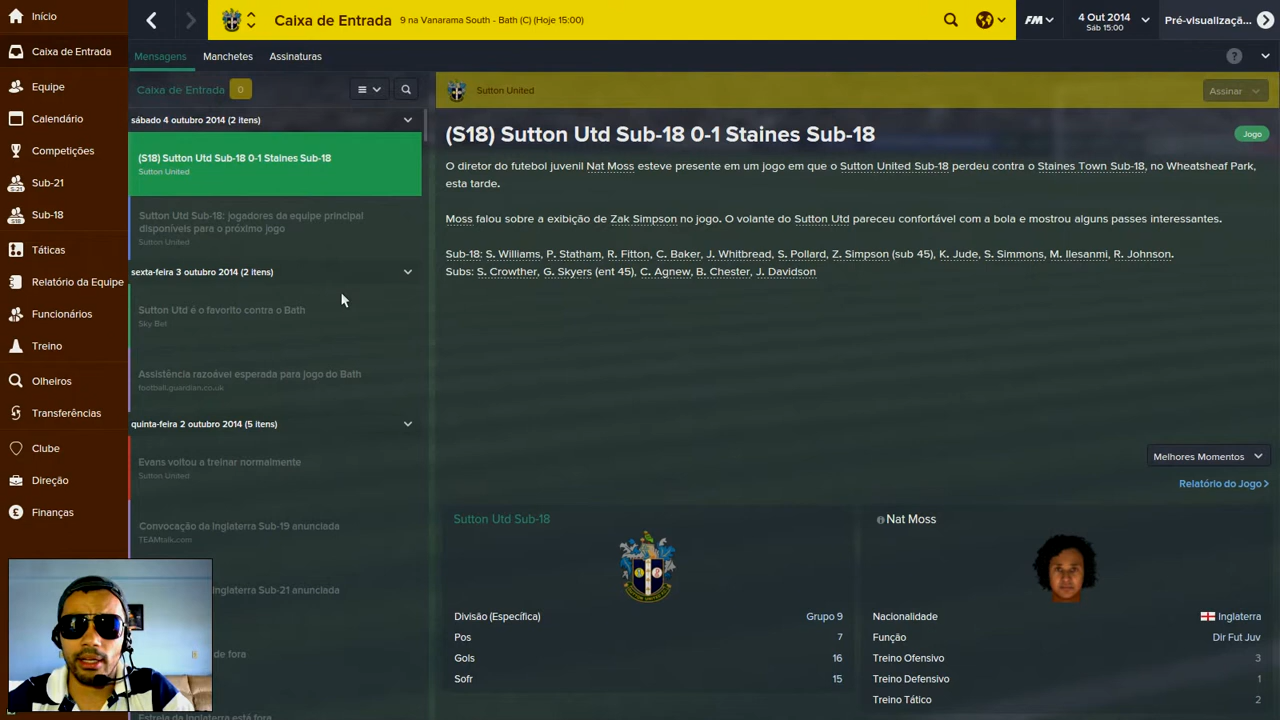 Início
Caixa de Entrada
Equipe
Calendário
Competições
Sub-21
Sub-18
Táticas
Relatório da Equipe
Funcionários
Treino
Olheiros
Transferências
Clube
Direção
Finanças
Caixa de Entrada
9 na Vanarama South - Bath (C) (Hoje 15:00)
FM
4 Out 2014
Sáb 15:00
Pré-visualizaçã...
Mensagens Manchetes Assinaturas
Caixa de Entrada 0
sábado 4 outubro 2014 (2 itens)
(S18) Sutton Utd Sub-18 0-1 Staines Sub-18
Sutton United
Sutton Utd Sub-18: jogadores da equipe principal
disponíveis para o próximo jogo
Sutton United
sexta-feira 3 outubro 2014 (2 itens)
Sutton Utd é o favorito contra o Bath
Sky Bet
Assistência razoável esperada para jogo do Bath
football.guardian.co.uk
quinta-feira 2 outubro 2014 (5 itens)
Evans voltou a treinar normalmente
Sutton United
Convocação da Inglaterra Sub-19 anunciada
TEAMtalk.com
Inglaterra Sub-21 anunciada
de fora
Estrela da Inglaterra está fora
Sutton United
Assinar
(S18) Sutton Utd Sub-18 0-1 Staines Sub-18
Jogo
O diretor do futebol juvenil Nat Moss esteve presente em um jogo em que o Sutton United Sub-18 perdeu contra o Staines Town Sub-18, no Wheatsheaf Park,
esta tarde.
Moss falou sobre a exibição de Zak Simpson no jogo. O volante do Sutton Utd pareceu confortável com a bola e mostrou alguns passes interessantes.
Sub-18: S. Williams, P. Statham, R. Fitton, C. Baker, J. Whitbread, S. Pollard, Z. Simpson (sub 45), K. Jude, S. Simmons, M. Ilesanmi, R. Johnson.
Subs: S. Crowther, G. Skyers (ent 45), C. Agnew, B. Chester, J. Davidson
Melhores Momentos
Relatório do Jogo >
Sutton Utd Sub-18
Divisão (Específica) Grupo 9
Pos 7
Gols 16
Sofr 15
Nat Moss
Nacionalidade Inglaterra
Função Dir Fut Juv
Treino Ofensivo 3
Treino Defensivo 1
Treino Tático 2